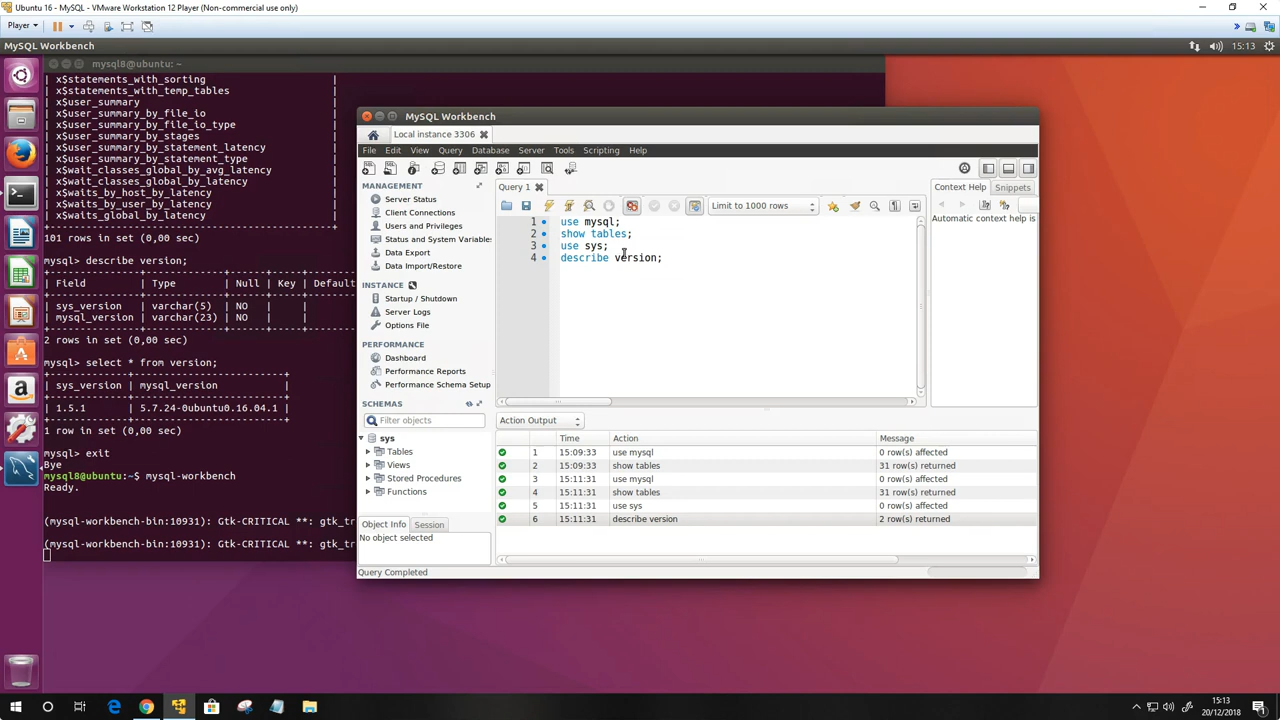 Ubuntu 16 - MySQL - VMware Workstation 12 Player (Non-commercial use only)
Player
MySQL Workbench
15:13
mysql8@ubuntu: ~
| x$statements_with_sorting |
| x$statements_with_temp_tables |
| x$user_summary |
| x$user_summary_by_file_io |
| x$user_summary_by_file_io_type |
| x$user_summary_by_stages |
| x$user_summary_by_statement_latency |
| x$user_summary_by_statement_type |
| x$wait_classes_global_by_avg_latency |
| x$wait_classes_global_by_latency |
| x$waits_by_host_by_latency |
| x$waits_by_user_by_latency |
| x$waits_global_by_latency |
101 rows in set (0,00 sec)
mysql> describe version;
| Field | Type | Null | Key | Default
| sys_version | varchar(5) | NO | |
| mysql_version | varchar(23) | NO | |
2 rows in set (0,00 sec)
mysql> select * from version;
| sys_version | mysql_version |
| 1.5.1 | 5.7.24-0ubuntu0.16.04.1 |
1 row in set (0,00 sec)
mysql> exit
Bye
mysql8@ubuntu:~$ mysql-workbench
Ready.
(mysql-workbench-bin:10931): Gtk-CRITICAL **: gtk_tr
(mysql-workbench-bin:10931): Gtk-CRITICAL **: gtk_tr
MySQL Workbench
Local instance 3306
File Edit View Query Database Server Tools Scripting Help
MANAGEMENT
Server Status
Client Connections
Users and Privileges
Status and System Variables
Data Export
Data Import/Restore
INSTANCE
Startup / Shutdown
Server Logs
Options File
PERFORMANCE
Dashboard
Performance Reports
Performance Schema Setup
SCHEMAS
Filter objects
sys
Tables
Views
Stored Procedures
Functions
Object Info Session
No object selected
Query Completed
Query 1
Limit to 1000 rows
1 use mysql;
2 show tables;
3 use sys;
4 describe version;
Context Help Snippets
Automatic context help is
Action Output
Time Action Message
1 15:09:33 use mysql 0 row(s) affected
2 15:09:33 show tables 31 row(s) returned
3 15:11:31 use mysql 0 row(s) affected
4 15:11:31 show tables 31 row(s) returned
5 15:11:31 use sys 0 row(s) affected
6 15:11:31 describe version 2 row(s) returned
15:13
20/12/2018